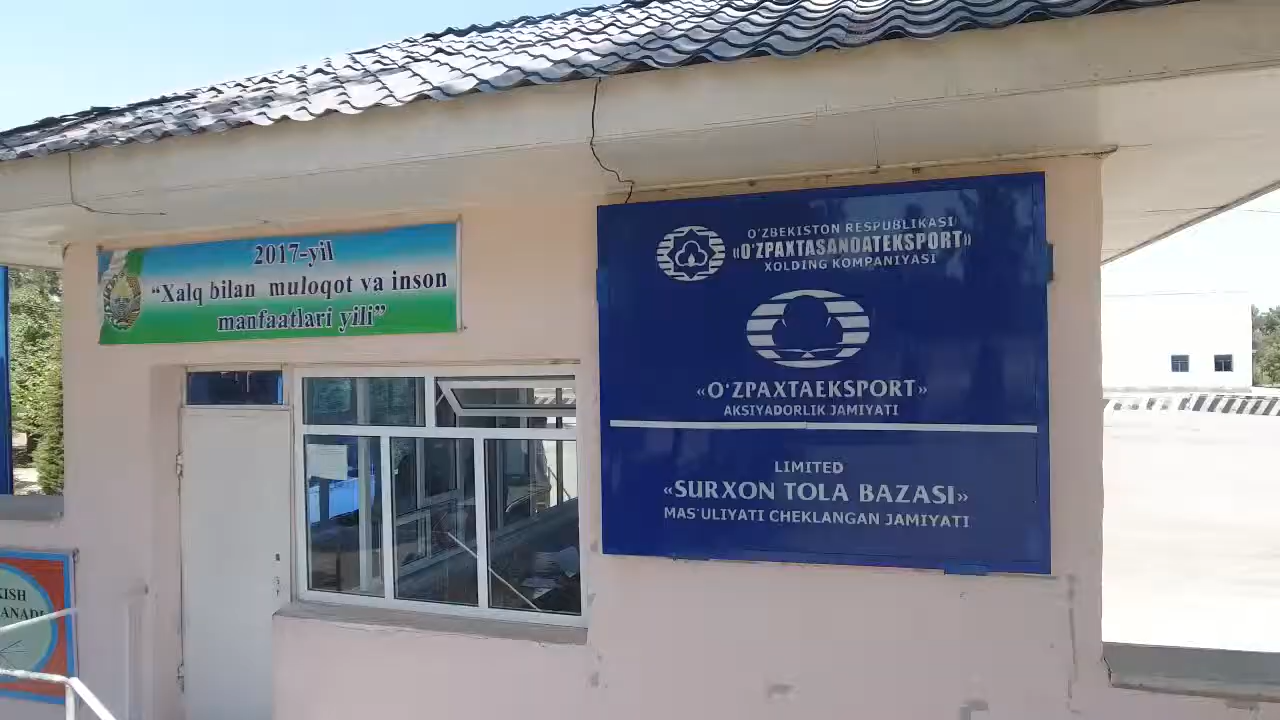 2017-yil
“Xalq bilan muloqot va inson
manfaatlari yili”
O'ZBEKISTON RESPUBLIKASI
«O'ZPAXTASANOATEKSPORT»
XOLDING KOMPANIYASI
«O'ZPAXTAEKSPORT»
AKSIYADORLIK JAMIYATI
LIMITED
«SURXON TOLA BAZASI»
MAS'ULIYATI CHEKLANGAN JAMIYATI